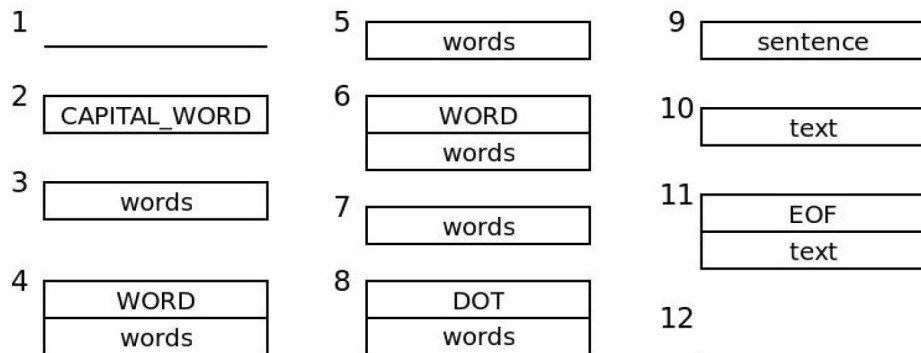 1
2
CAPITAL_WORD
3
words
4
WORD
words
5
words
6
WORD
words
7
words
8
DOT
words
9
sentence
10
text
11
EOF
text
12